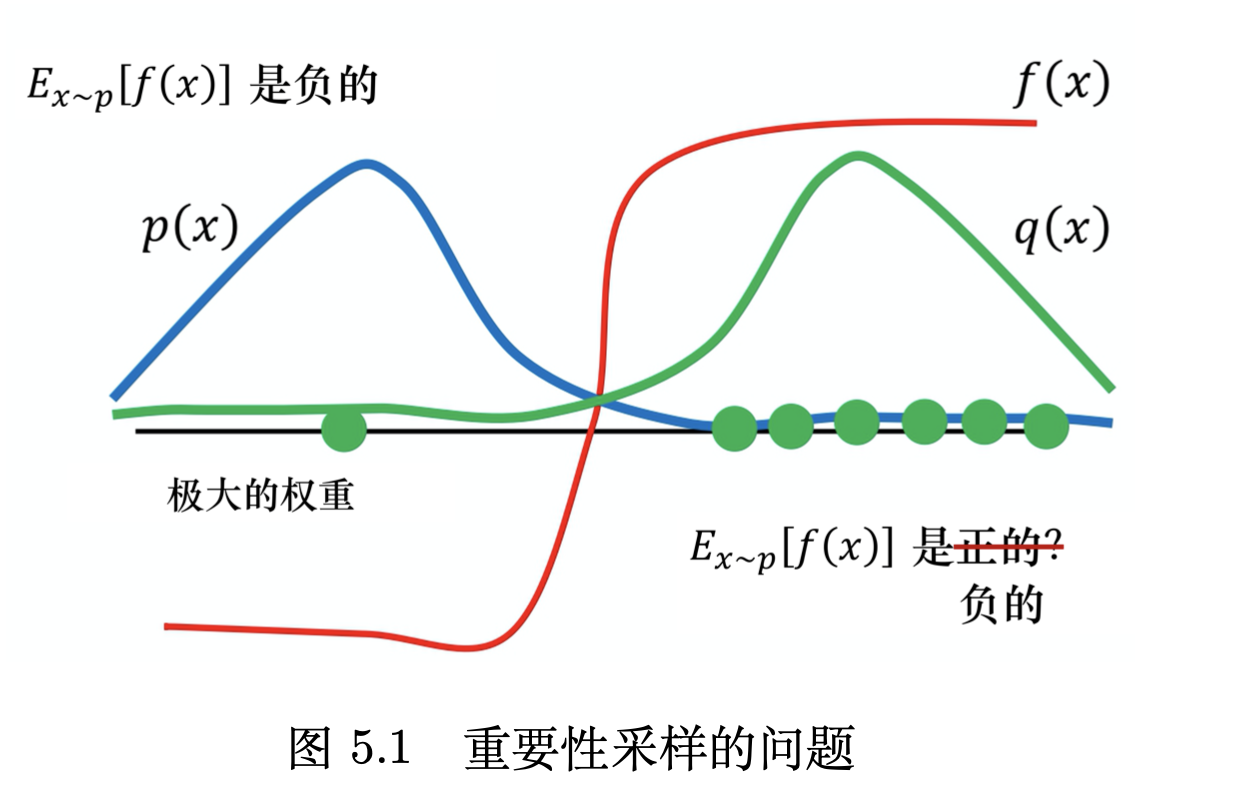 E_{x~p}[f(x)] 是负的
f(x)
p(x)
q(x)
极大的权重
E_{x~p}[f(x)] 是正的?
负的
图 5.1 重要性采样的问题